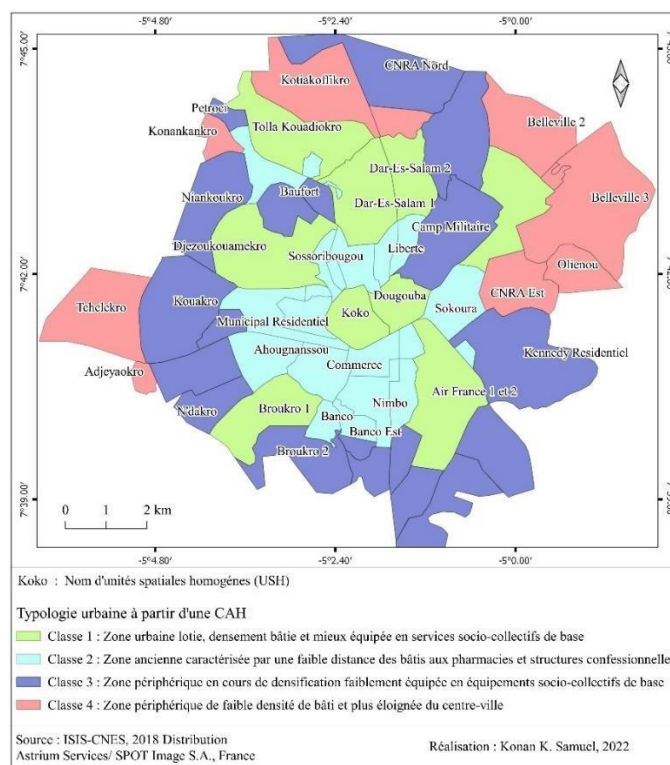 -5°4.80' -5°2.40' -5°0.00'
7°45.00' 7°45.00'
CNRA Nord
Kotiakoffikro
Petroci
Belleville 2
Konankankro
Tolla Kouadiokro
Dar-Es-Salam 2
Niankoukro
Baufort
Belleville 3
Dar-Es-Salam 1
Camp Militaire
Djezoukouamekro
Liberte
Sossoribougou
7°42.00'
Olienou
Kouakro
Dougouba
CNRA Est
Tchelekro
Koko
Sokoura
Municipal Residentiel
Ahougnanssou
Kennedy Residentiel
Commerce
Adjeyaokro
Air France 1 et 2
N'dakro
Broukro 1
Nimbo
Banco
Banco Est
Broukro 2
7°39.00'
0 1 2 km
-5°4.80' -5°2.40' -5°0.00'
Koko : Nom d'unités spatiales homogénes (USH)
Typologie urbaine à partir d'une CAH
Classe 1 : Zone urbaine lotie, densement bâtie et mieux équipée en services socio-collectifs de base
Classe 2 : Zone ancienne caractérisée par une faible distance des bâtis aux pharmacies et structures confessionnelle
Classe 3 : Zone périphérique en cours de densification faiblement équipée en équipements socio-collectifs de base
Classe 4 : Zone périphérique de faible densité de bâti et plus éloignée du centre-ville
Source : ISIS-CNES, 2018 Distribution
Astrium Services/ SPOT Image S.A., France
Réalisation : Konan K. Samuel, 2022